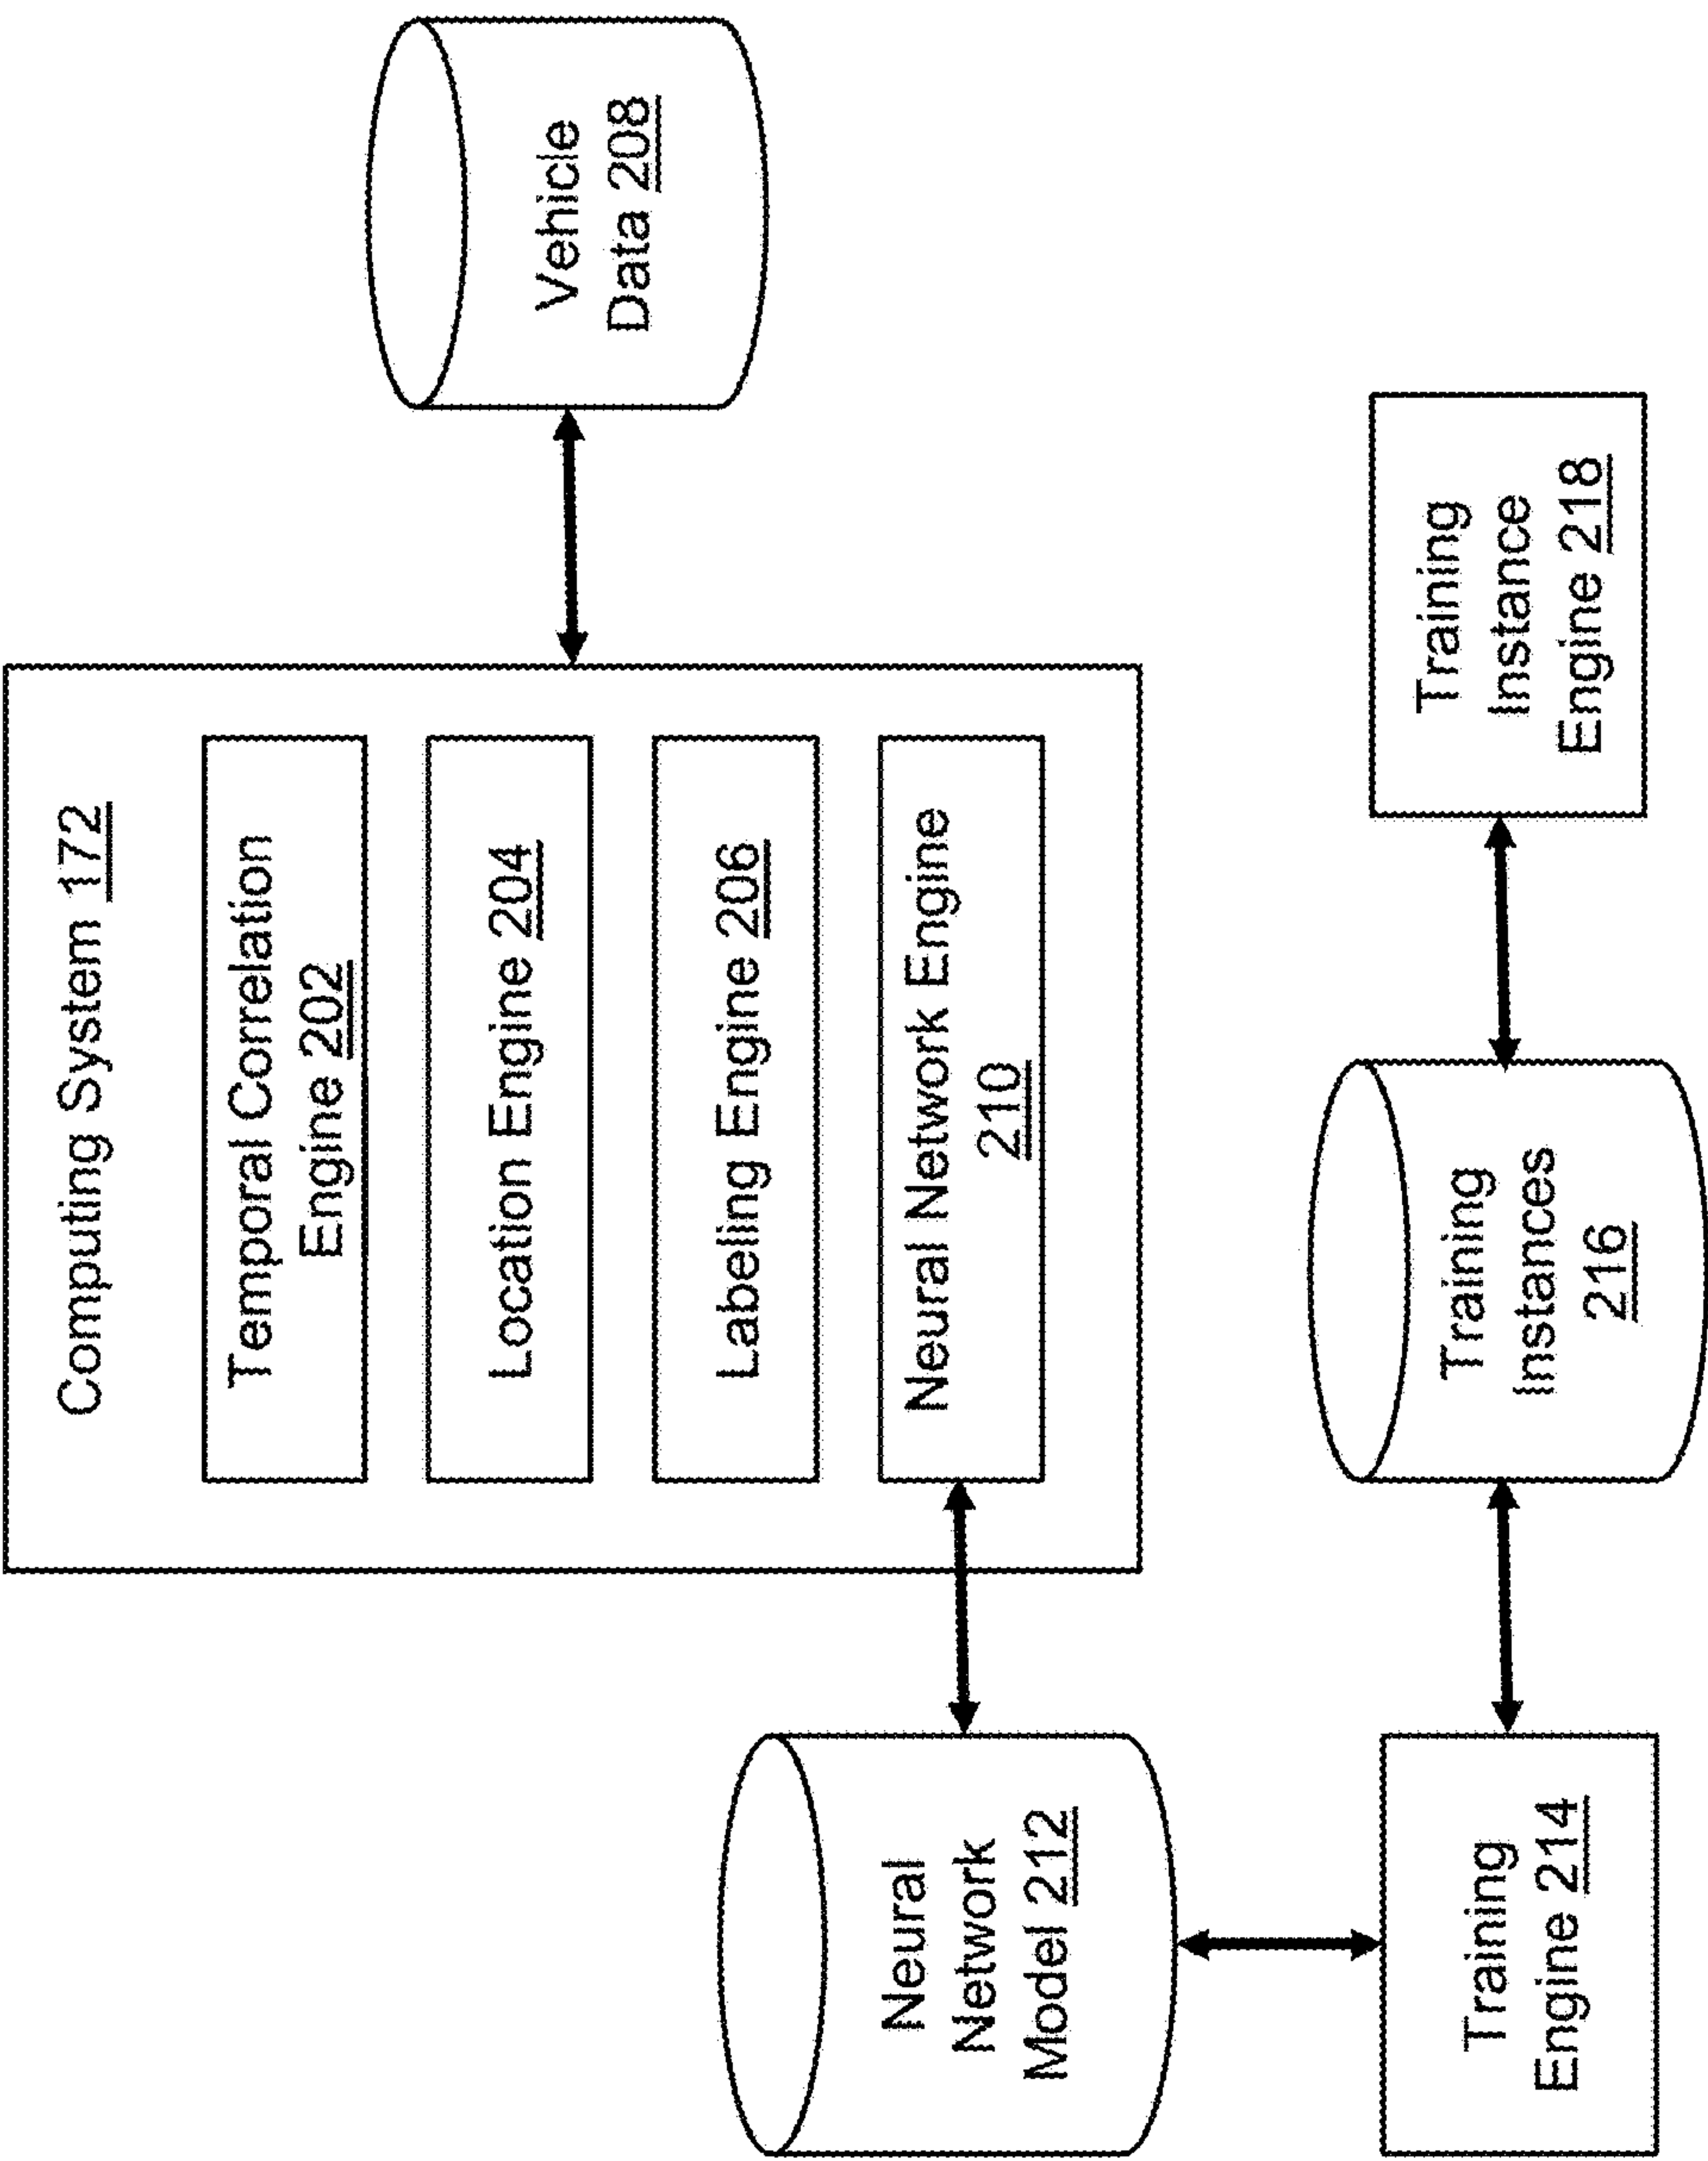 Computing System 172
Temporal Correlation
Engine 202
Location Engine 204
Labeling Engine 206
Neural Network Engine
210
Vehicle
Data 208
Neural
Network
Model 212
Training
Engine 214
Training
Instances
216
Training
Instance
Engine 218